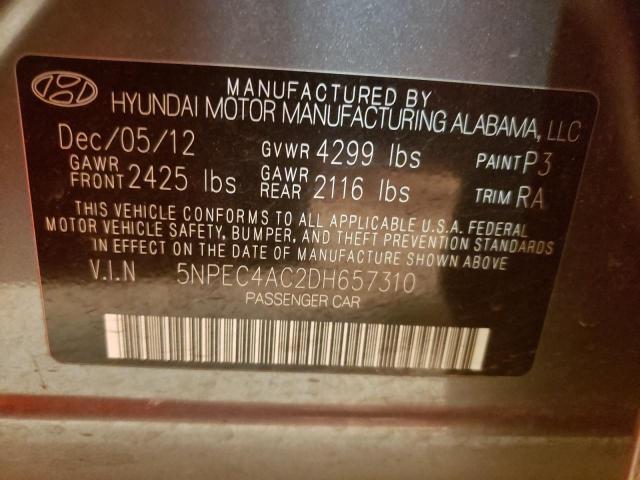 MANUFACTURED BY
HYUNDAI MOTOR MANUFACTURING ALABAMA, LLC
Dec/05/12 GVWR 4299 lbs PAINT P3
GAWR FRONT 2425 lbs GAWR REAR 2116 lbs TRIM RA
THIS VEHICLE CONFORMS TO ALL APPLICABLE U.S.A. FEDERAL
MOTOR VEHICLE SAFETY, BUMPER, AND THEFT PREVENTION STANDARDS
IN EFFECT ON THE DATE OF MANUFACTURE SHOWN ABOVE
V.I.N 5NPEC4AC2DH657310
PASSENGER CAR